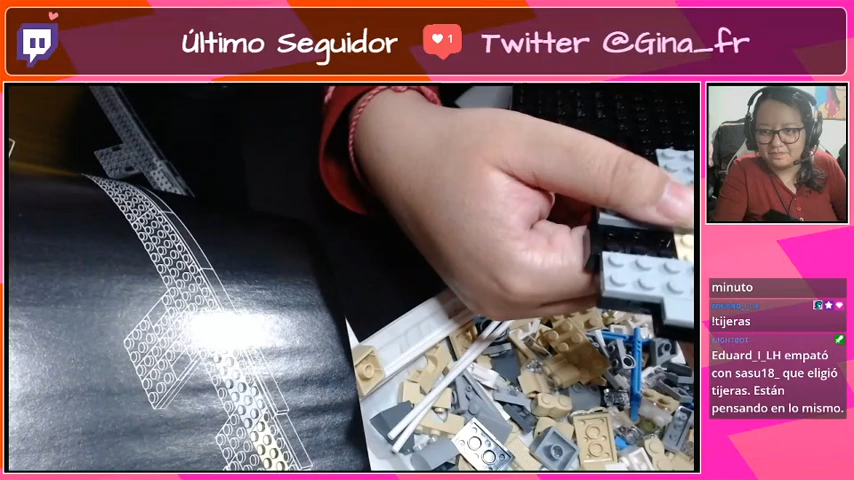 Último Seguidor
1
Twitter @Gina_fr
minuto
!tijeras
NIGHTBOT
Eduard_I_LH empató
con sasu18_ que eligió
tijeras. Están
pensando en lo mismo.